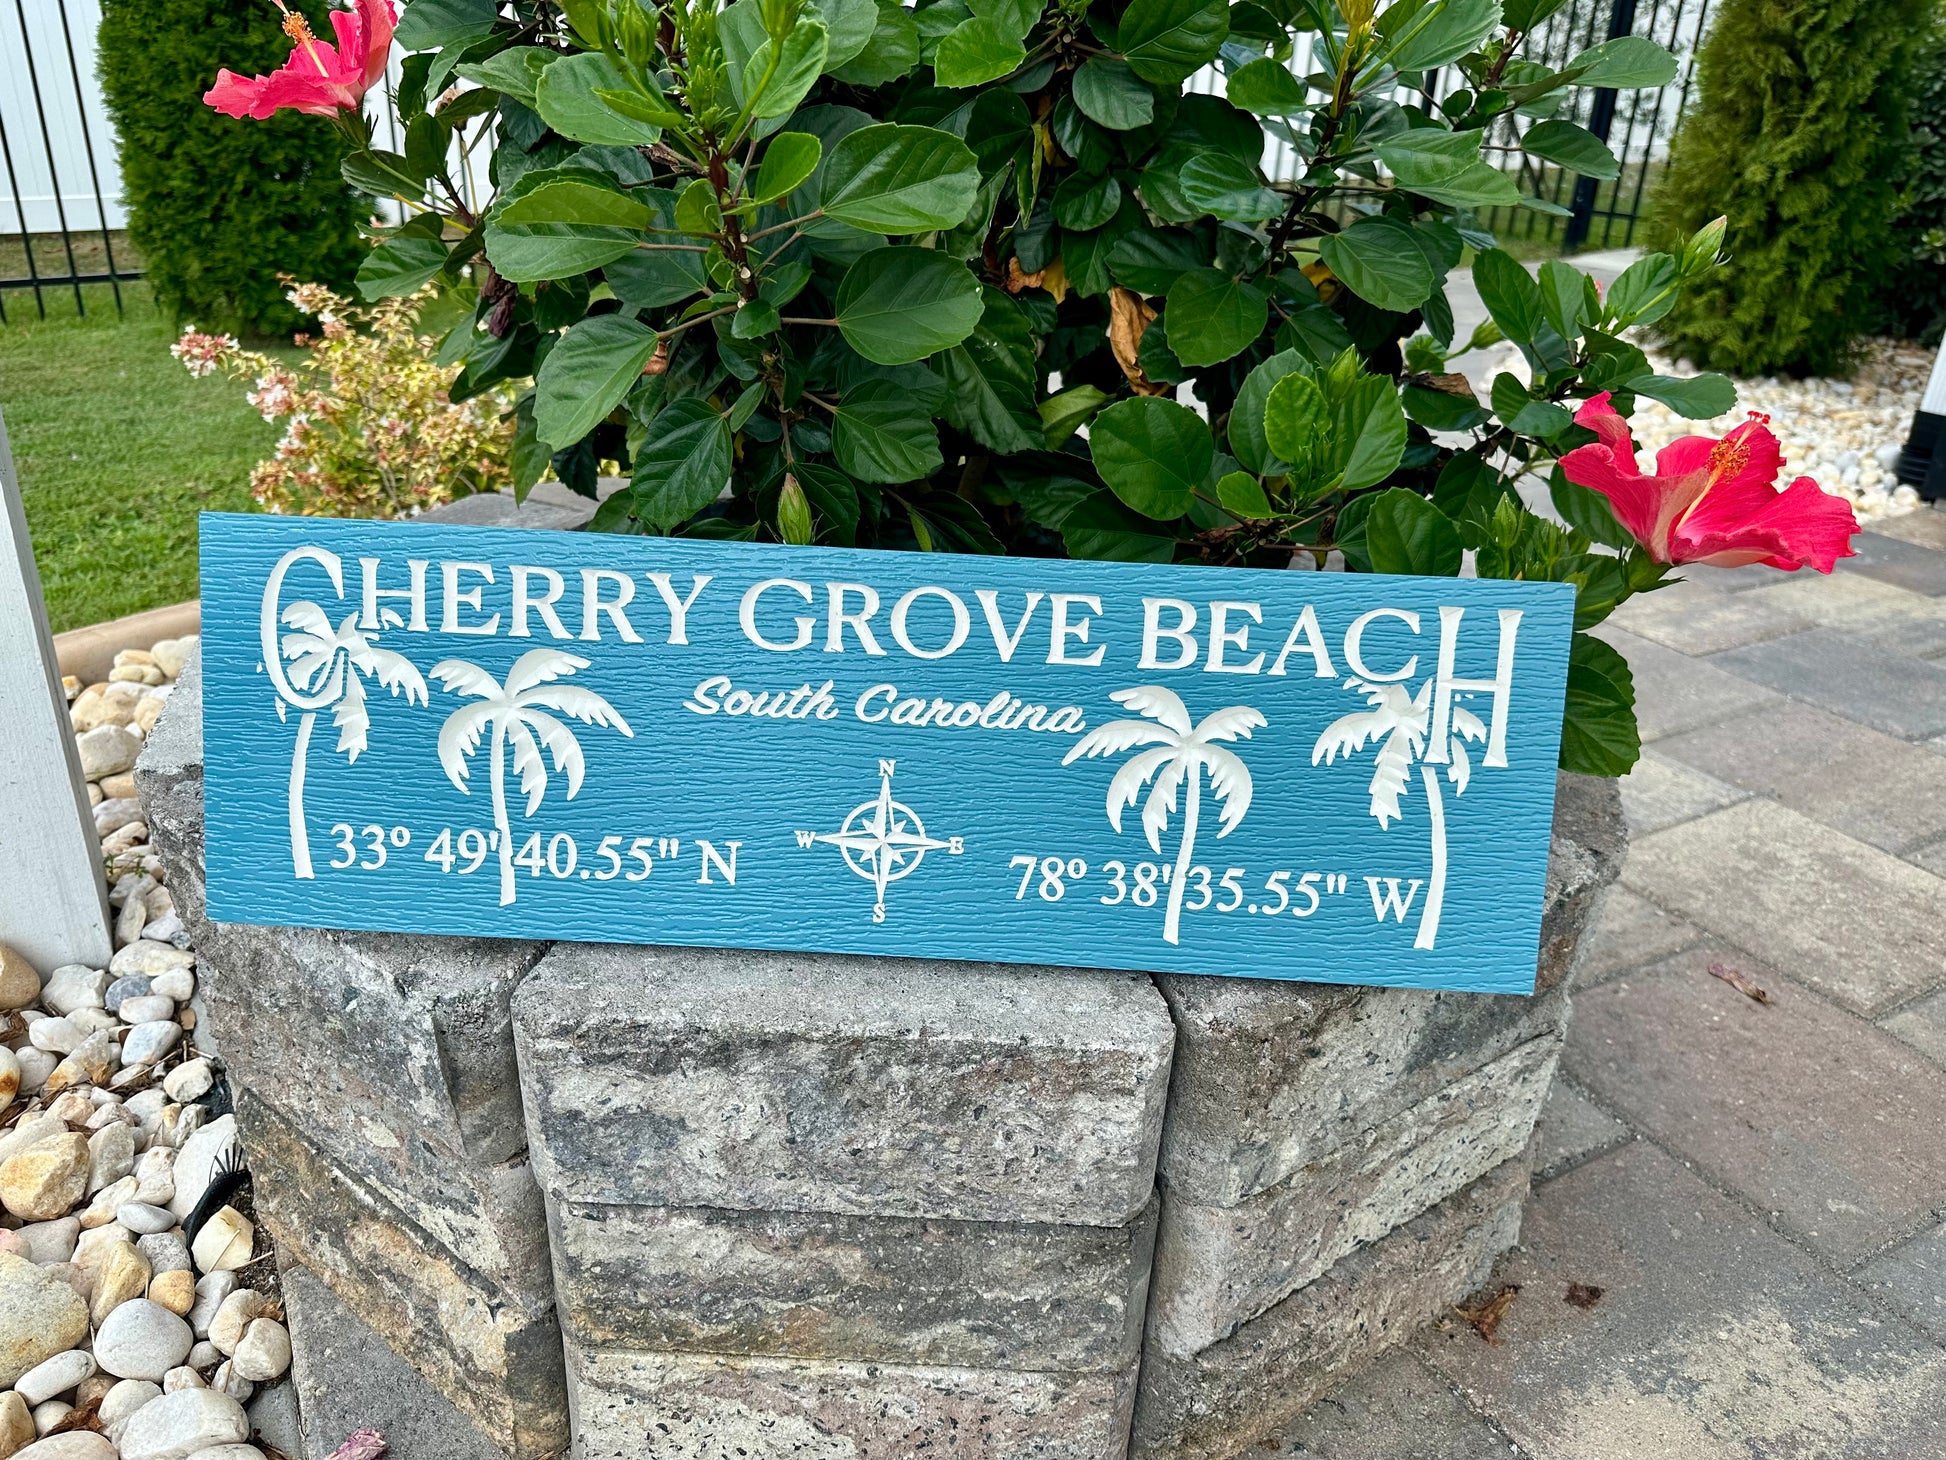 CHERRY GROVE BEACH
South Carolina
N
W E
S
33º 49' 40.55" N
78º 38' 35.55" W